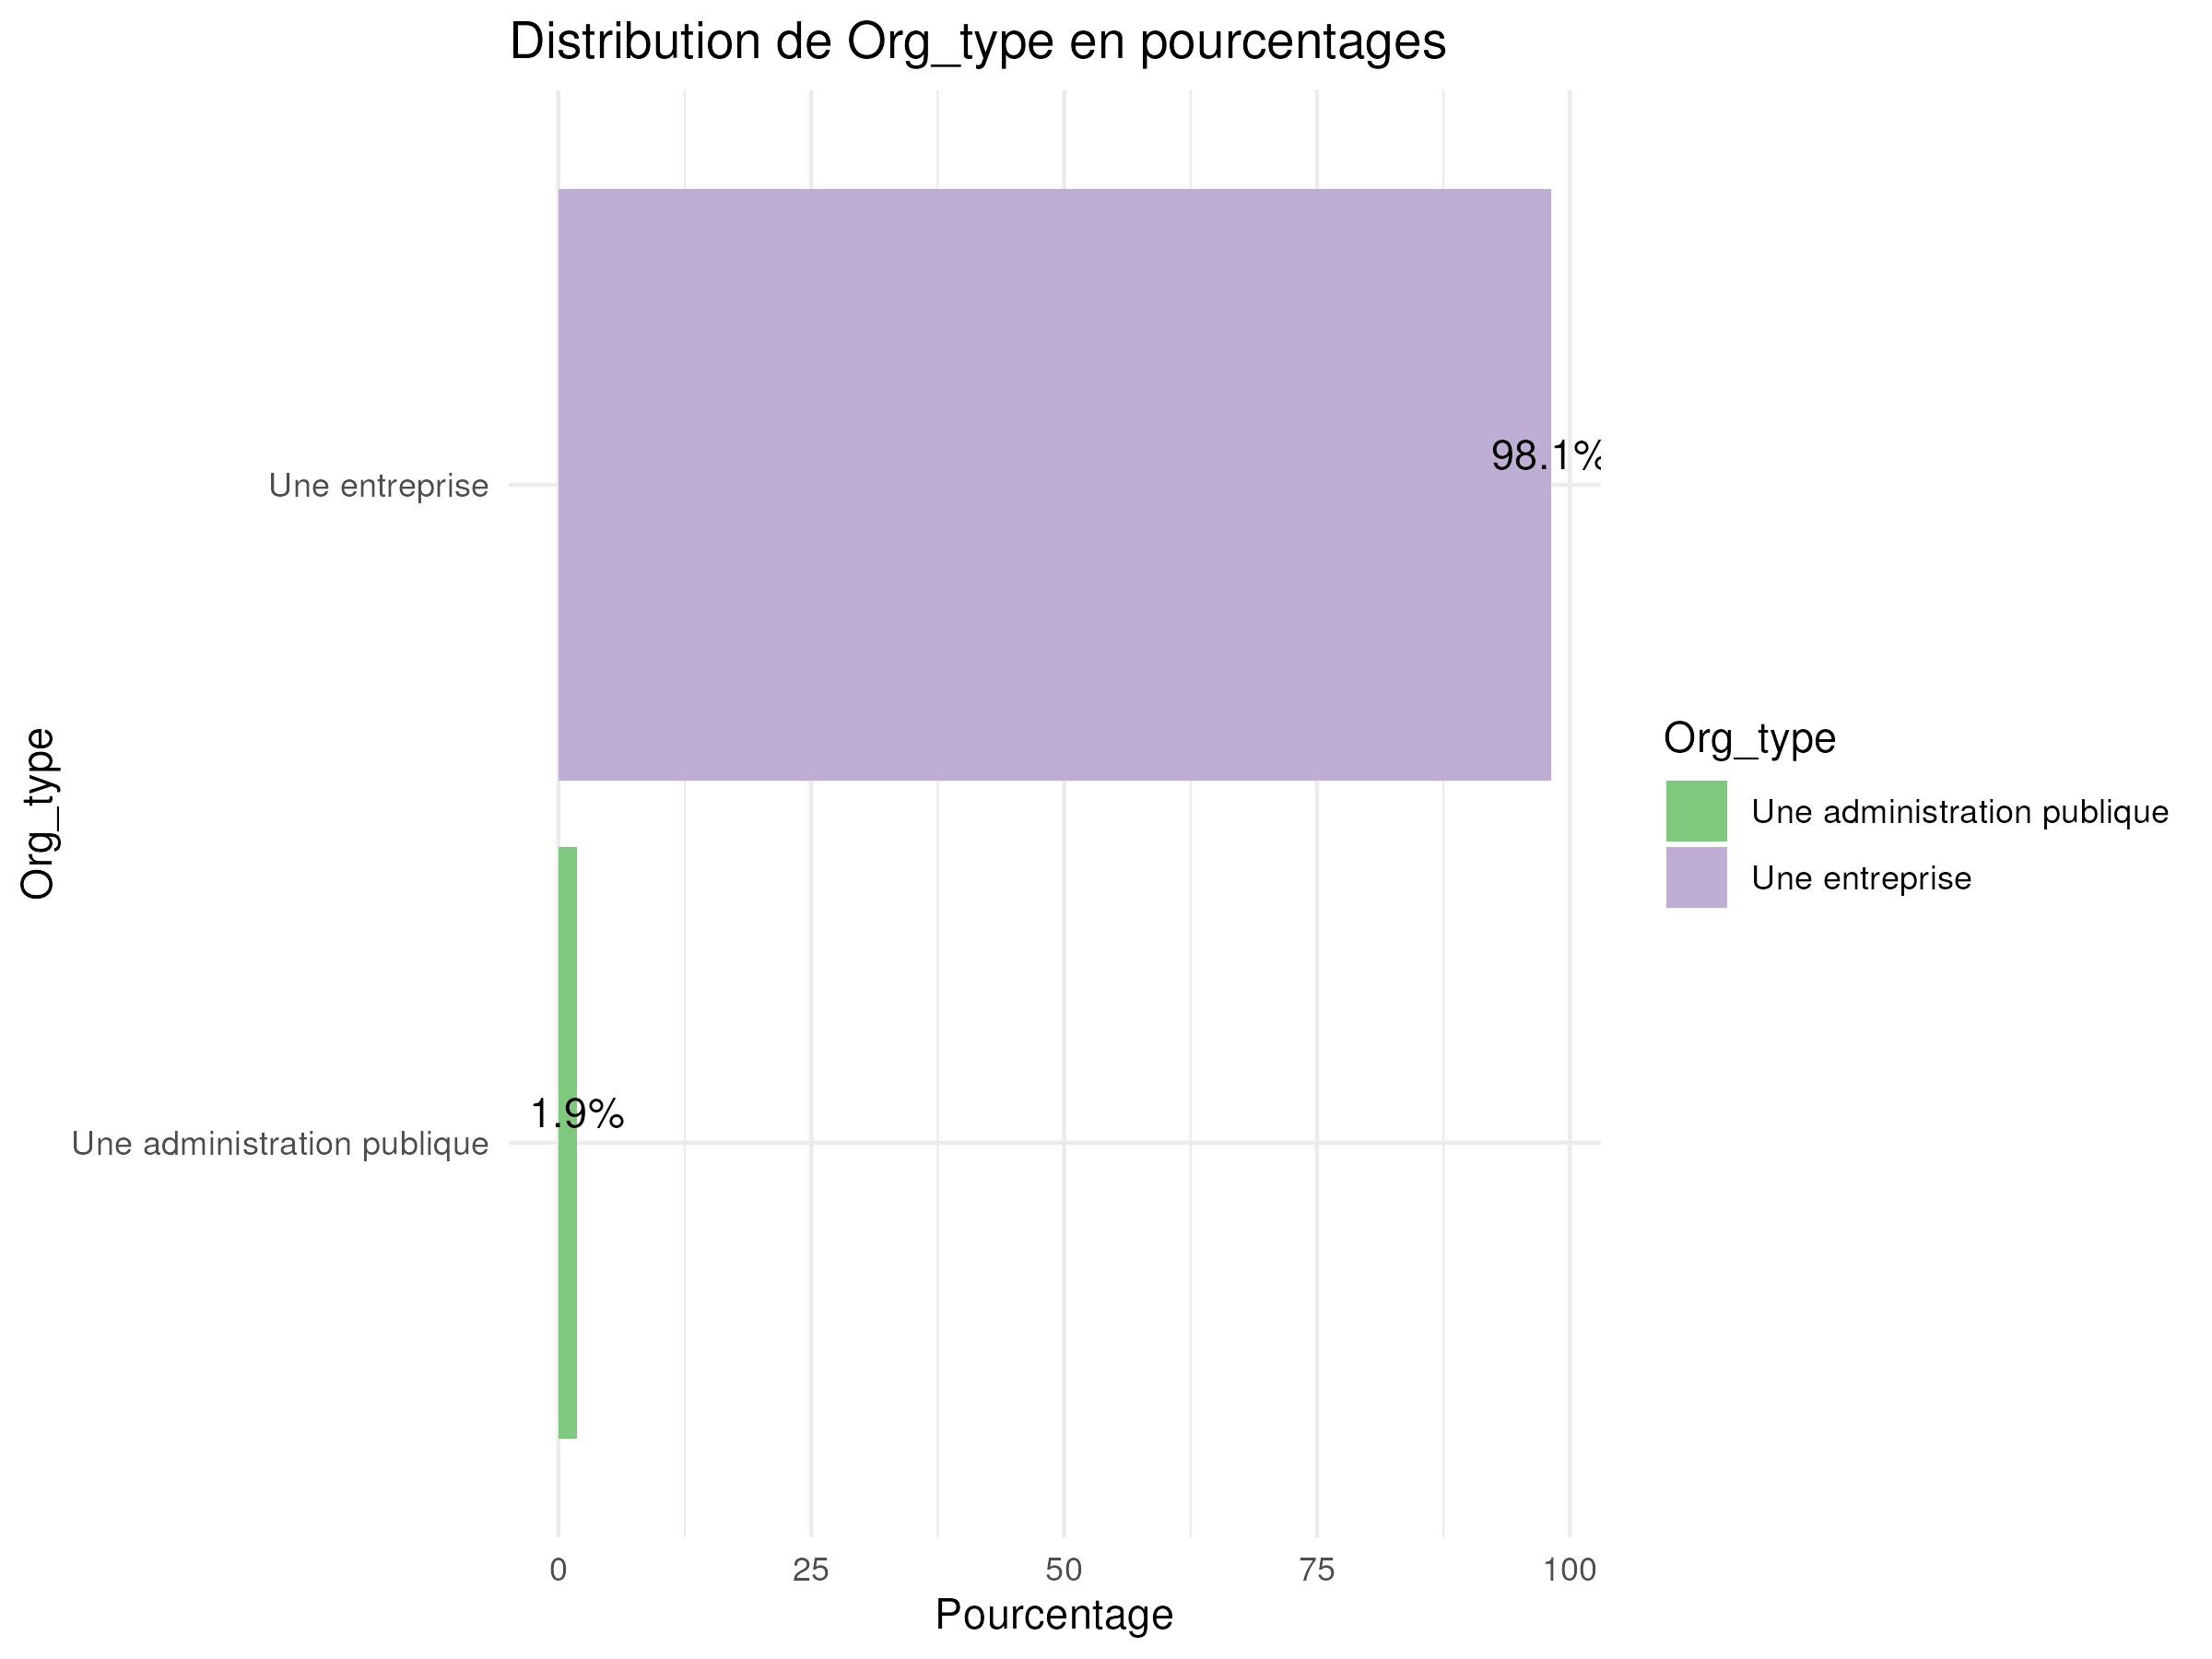 Distribution de Org_type en pourcentages
Org_type
Une entreprise
98.1%
Une administration publique
1.9%
0 25 50 75 100
Pourcentage
Org_type
Une administration publique
Une entreprise